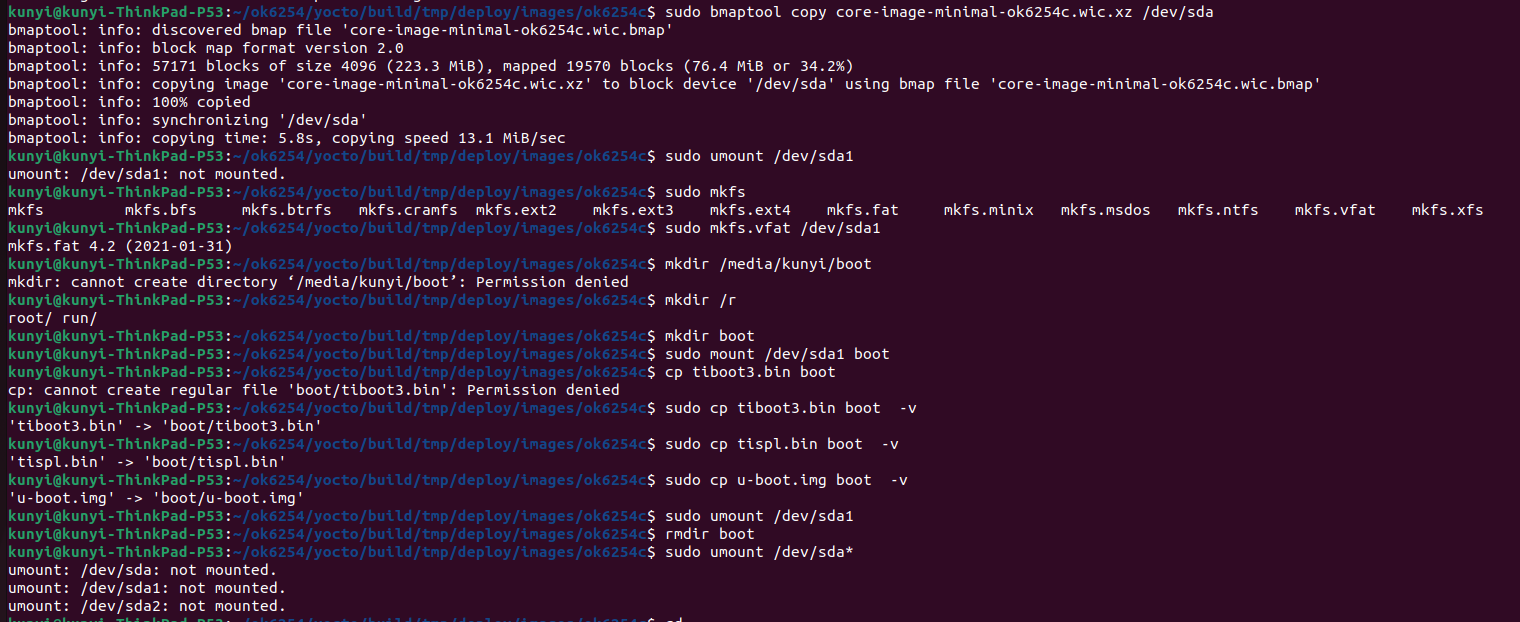 kunyi@kunyi-ThinkPad-P53:~/ok6254/yocto/build/tmp/deploy/images/ok6254c$ sudo bmaptool copy core-image-minimal-ok6254c.wic.xz /dev/sda
bmaptool: info: discovered bmap file 'core-image-minimal-ok6254c.wic.bmap'
bmaptool: info: block map format version 2.0
bmaptool: info: 57171 blocks of size 4096 (223.3 MiB), mapped 19570 blocks (76.4 MiB or 34.2%)
bmaptool: info: copying image 'core-image-minimal-ok6254c.wic.xz' to block device '/dev/sda' using bmap file 'core-image-minimal-ok6254c.wic.bmap'
bmaptool: info: 100% copied
bmaptool: info: synchronizing '/dev/sda'
bmaptool: info: copying time: 5.8s, copying speed 13.1 MiB/sec
kunyi@kunyi-ThinkPad-P53:~/ok6254/yocto/build/tmp/deploy/images/ok6254c$ sudo umount /dev/sda1
umount: /dev/sda1: not mounted.
kunyi@kunyi-ThinkPad-P53:~/ok6254/yocto/build/tmp/deploy/images/ok6254c$ sudo mkfs
mkfs mkfs.bfs mkfs.btrfs mkfs.cramfs mkfs.ext2 mkfs.ext3 mkfs.ext4 mkfs.fat mkfs.minix mkfs.msdos mkfs.ntfs mkfs.vfat mkfs.xfs
kunyi@kunyi-ThinkPad-P53:~/ok6254/yocto/build/tmp/deploy/images/ok6254c$ sudo mkfs.vfat /dev/sda1
mkfs.fat 4.2 (2021-01-31)
kunyi@kunyi-ThinkPad-P53:~/ok6254/yocto/build/tmp/deploy/images/ok6254c$ mkdir /media/kunyi/boot
mkdir: cannot create directory ‘/media/kunyi/boot’: Permission denied
kunyi@kunyi-ThinkPad-P53:~/ok6254/yocto/build/tmp/deploy/images/ok6254c$ mkdir /r
root/ run/
kunyi@kunyi-ThinkPad-P53:~/ok6254/yocto/build/tmp/deploy/images/ok6254c$ mkdir boot
kunyi@kunyi-ThinkPad-P53:~/ok6254/yocto/build/tmp/deploy/images/ok6254c$ sudo mount /dev/sda1 boot
kunyi@kunyi-ThinkPad-P53:~/ok6254/yocto/build/tmp/deploy/images/ok6254c$ cp tiboot3.bin boot
cp: cannot create regular file 'boot/tiboot3.bin': Permission denied
kunyi@kunyi-ThinkPad-P53:~/ok6254/yocto/build/tmp/deploy/images/ok6254c$ sudo cp tiboot3.bin boot  -v
'tiboot3.bin' -> 'boot/tiboot3.bin'
kunyi@kunyi-ThinkPad-P53:~/ok6254/yocto/build/tmp/deploy/images/ok6254c$ sudo cp tispl.bin boot  -v
'tispl.bin' -> 'boot/tispl.bin'
kunyi@kunyi-ThinkPad-P53:~/ok6254/yocto/build/tmp/deploy/images/ok6254c$ sudo cp u-boot.img boot  -v
'u-boot.img' -> 'boot/u-boot.img'
kunyi@kunyi-ThinkPad-P53:~/ok6254/yocto/build/tmp/deploy/images/ok6254c$ sudo umount /dev/sda1
kunyi@kunyi-ThinkPad-P53:~/ok6254/yocto/build/tmp/deploy/images/ok6254c$ rmdir boot
kunyi@kunyi-ThinkPad-P53:~/ok6254/yocto/build/tmp/deploy/images/ok6254c$ sudo umount /dev/sda*
umount: /dev/sda: not mounted.
umount: /dev/sda1: not mounted.
umount: /dev/sda2: not mounted.